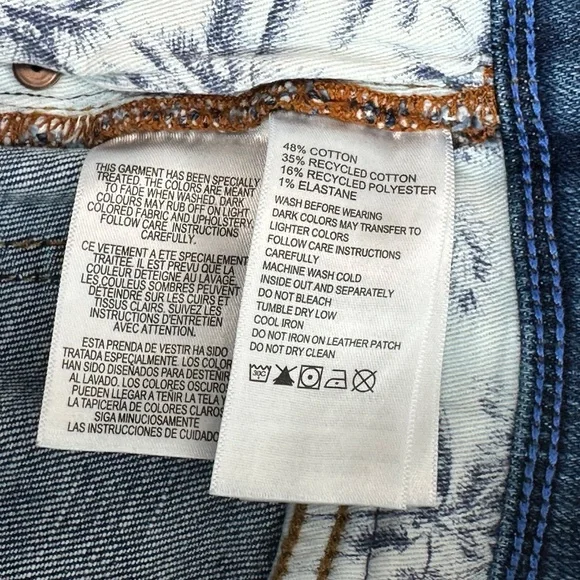 THIS GARMENT HAS BEEN SPECIALLY
TREATED. THE COLORS ARE MEANT
TO FADE WHEN WASHED. DARK
COLOURS MAY RUB OFF ON LIGHT
COLORED FABRIC AND UPHOLSTERY.
FOLLOW CARE INSTRUCTIONS
CAREFULLY.
CE VETEMENT A ETE SPECIALEMENT
TRAITEE. IL EST PREVU QUE LA
COULEUR DETEIGNE AU LAVAGE.
LES COULEUS SOMBRES PEUVENT
DETEINDRE SUR LES CUIRS ET
TISSUS CLAIRS. SUIVEZ LES
INSTRUCTIONS D'ENTRETIEN
AVEC ATTENTION.
ESTA PRENDA DE VESTIR HA SIDO
TRATADA ESPECIALMENTE. LOS COLORE
HAN SIDO DISEÑADOS PARA DESTEÑIR
AL LAVADO. LOS COLORES OSCUROS
PUEDEN LLEGAR A TEÑIR LA TELA Y
LA TAPICERÍA DE COLORES CLAROS
SIGA MINUCIOSAMENTE
LAS INSTRUCCIONES DE CUIDADO
48% COTTON
35% RECYCLED COTTON
16% RECYCLED POLYESTER
1% ELASTANE
WASH BEFORE WEARING
DARK COLORS MAY TRANSFER TO
LIGHTER COLORS
FOLLOW CARE INSTRUCTIONS
CAREFULLY
MACHINE WASH COLD
INSIDE OUT AND SEPARATELY
DO NOT BLEACH
TUMBLE DRY LOW
COOL IRON
DO NOT IRON ON LEATHER PATCH
DO NOT DRY CLEAN